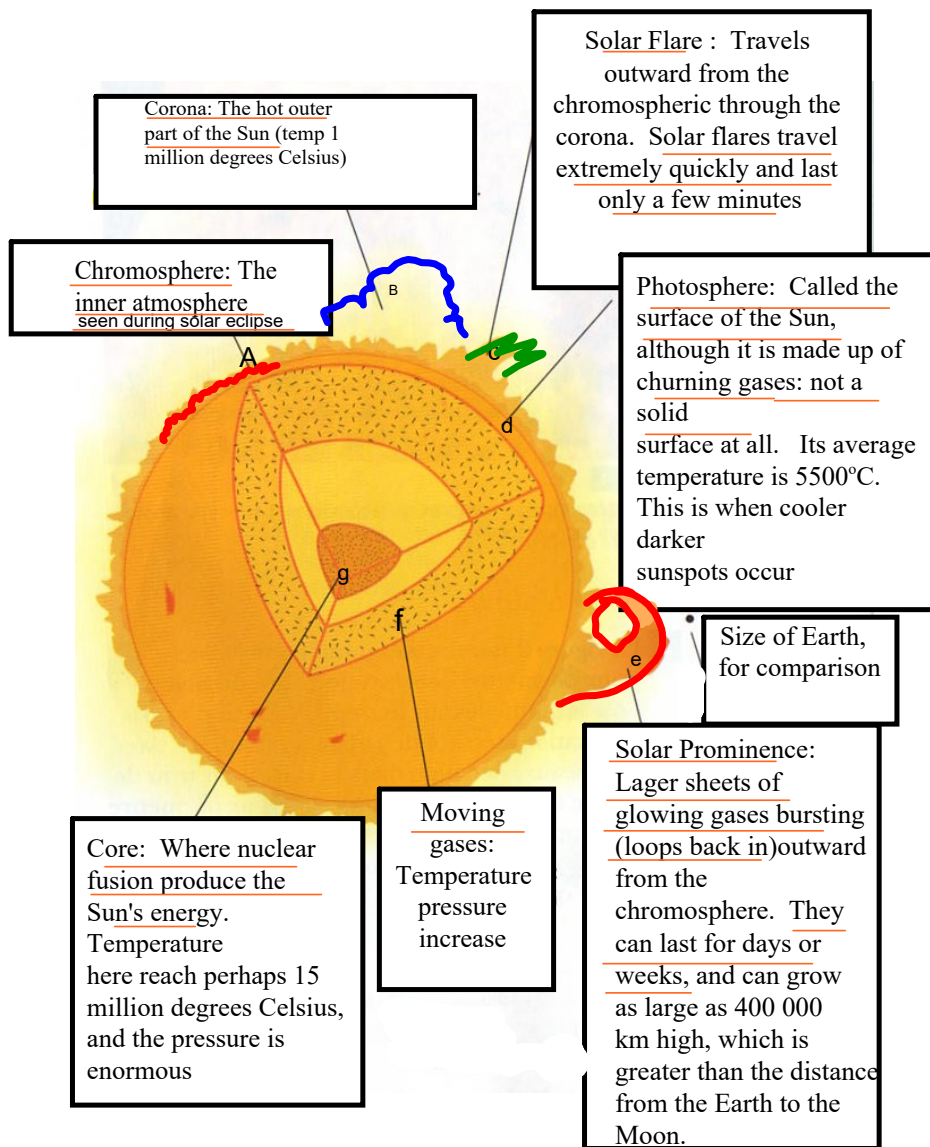 Solar Flare : Travels
outward from the
chromospheric through the
corona. Solar flares travel
extremely quickly and last
only a few minutes
Corona: The hot outer
part of the Sun (temp 1
million degrees Celsius)
Chromosphere: The
inner atmosphere
seen during solar eclipse
Photosphere: Called the
surface of the Sun,
although it is made up of
churning gases: not a
solid
surface at all. Its average
temperature is 5500ºC.
This is when cooler
darker
sunspots occur
B
A
C
d
g
f
e
Size of Earth,
for comparison
Solar Prominence:
Lager sheets of
glowing gases bursting
(loops back in)outward
from the
chromosphere. They
can last for days or
weeks, and can grow
as large as 400 000
km high, which is
greater than the distance
from the Earth to the
Moon.
Moving
gases:
Temperature
pressure
increase
Core: Where nuclear
fusion produce the
Sun's energy.
Temperature
here reach perhaps 15
million degrees Celsius,
and the pressure is
enormous